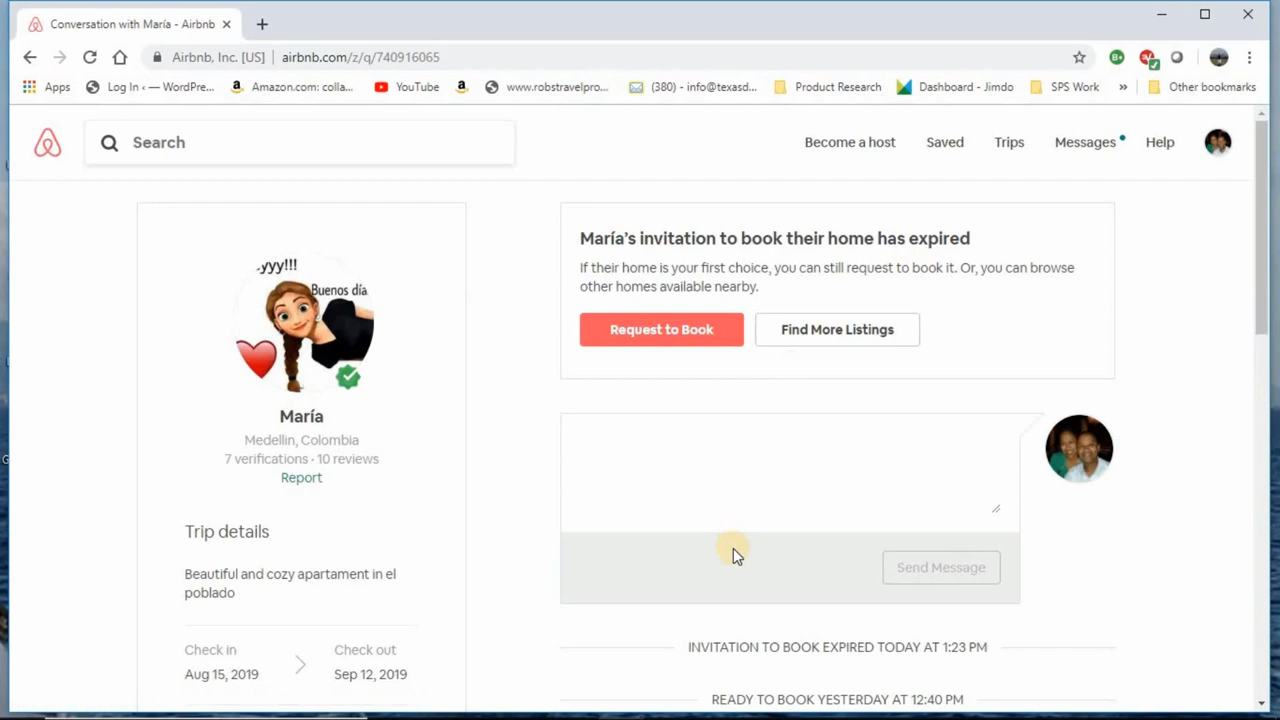 Conversation with María - Airbnb
Airbnb, Inc. [US] | airbnb.com/z/q/740916065
Apps Log In ‹ — WordPre... Amazon.com: colla... YouTube www.robstravelpro... (380) - info@texasd... Product Research Dashboard - Jimdo SPS Work » Other bookmarks
Search Become a host Saved Trips Messages Help
yyy!!!
Buenos día
María
Medellin, Colombia
7 verifications · 10 reviews
Report
Trip details
Beautiful and cozy apartament in el
poblado
Check in Check out
Aug 15, 2019 Sep 12, 2019
María’s invitation to book their home has expired
If their home is your first choice, you can still request to book it. Or, you can browse
other homes available nearby.
Request to Book Find More Listings
Send Message
INVITATION TO BOOK EXPIRED TODAY AT 1:23 PM
READY TO BOOK YESTERDAY AT 12:40 PM